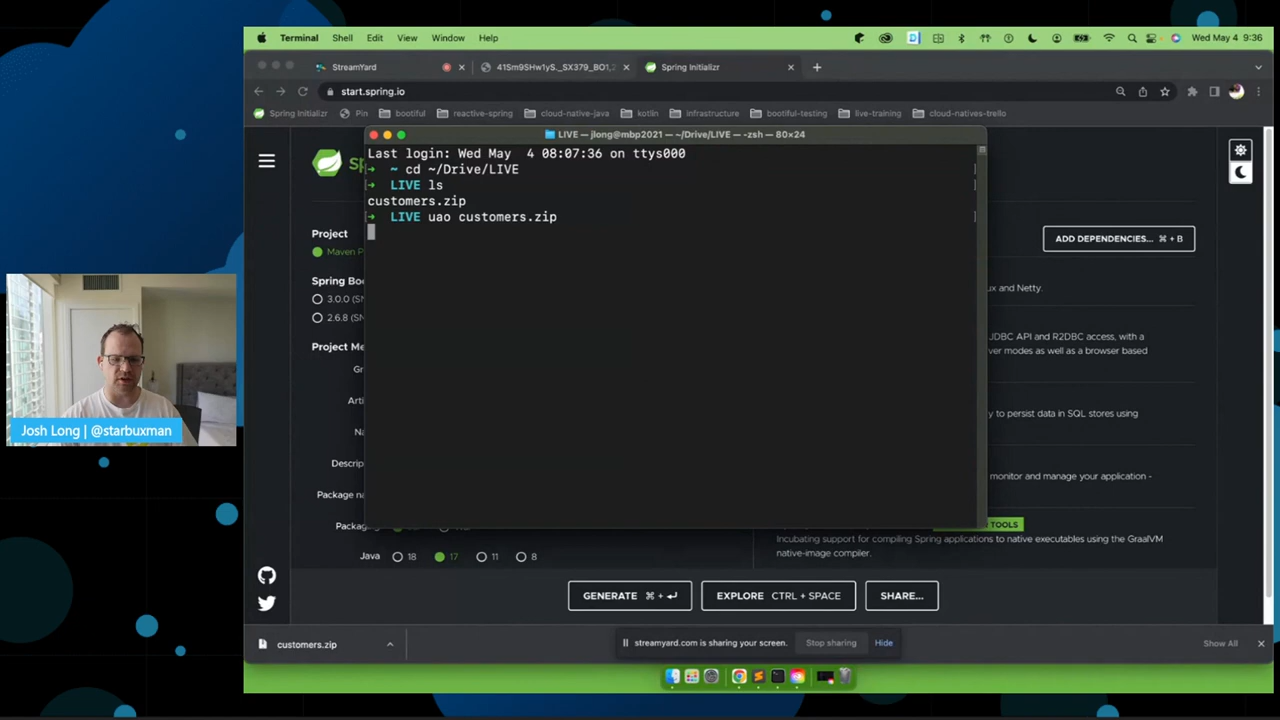 Terminal Shell Edit View Window Help Wed May 4 9:36
StreamYard 41Sm95Hw1yS._SX379_BO1,2 Spring Initializr
start.spring.io
Spring Initializr Pin bootiful reactive-spring cloud-native-java kotlin infrastructure bootiful-testing live-training cloud-natives-trello
LIVE — jlong@mbp2021 — ~/Drive/LIVE — -zsh — 80×24
Last login: Wed May 4 08:07:36 on ttys000
~ cd ~/Drive/LIVE
LIVE ls
customers.zip
LIVE uao customers.zip
Project
Maven P
ADD DEPENDENCIES... ⌘ + B
Spring Boo
3.0.0 (SN
2.6.8 (SN
ux and Netty.
Project Me
JDBC API and R2DBC access, with a
ver modes as well as a browser based
Gr
Arti
Na
y to persist data in SQL stores using
Descrip
monitor and manage your application -
Package na
Packag
TOOLS
Incubating support for compiling Spring applications to native executables using the GraalVM
native-image compiler.
Java 18 17 11 8
GENERATE ⌘ + ↵ EXPLORE CTRL + SPACE SHARE...
customers.zip
streamyard.com is sharing your screen. Stop sharing Hide
Show All
Josh Long | @starbuxman